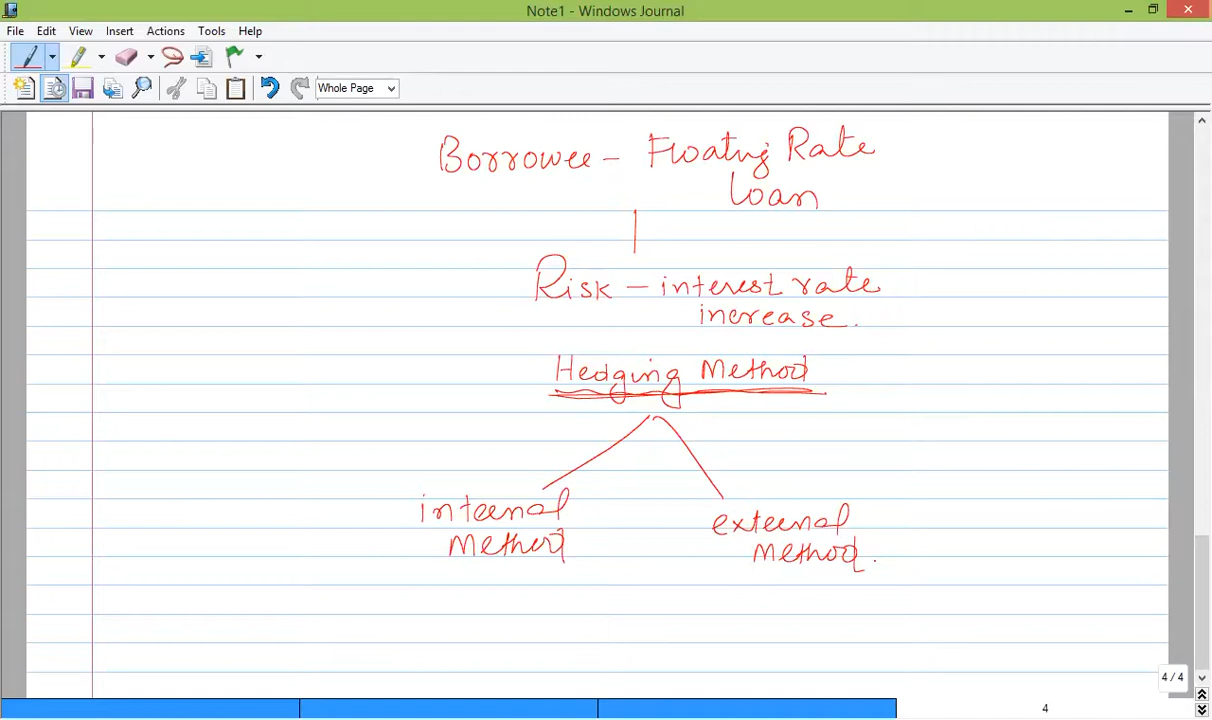 Note1 - Windows Journal
File Edit View Insert Actions Tools Help
Whole Page
Borrower - Floating Rate
Loan
Risk - interest rate
increase.
Hedging Method
internal
Method
external
Method.
4 / 4
4